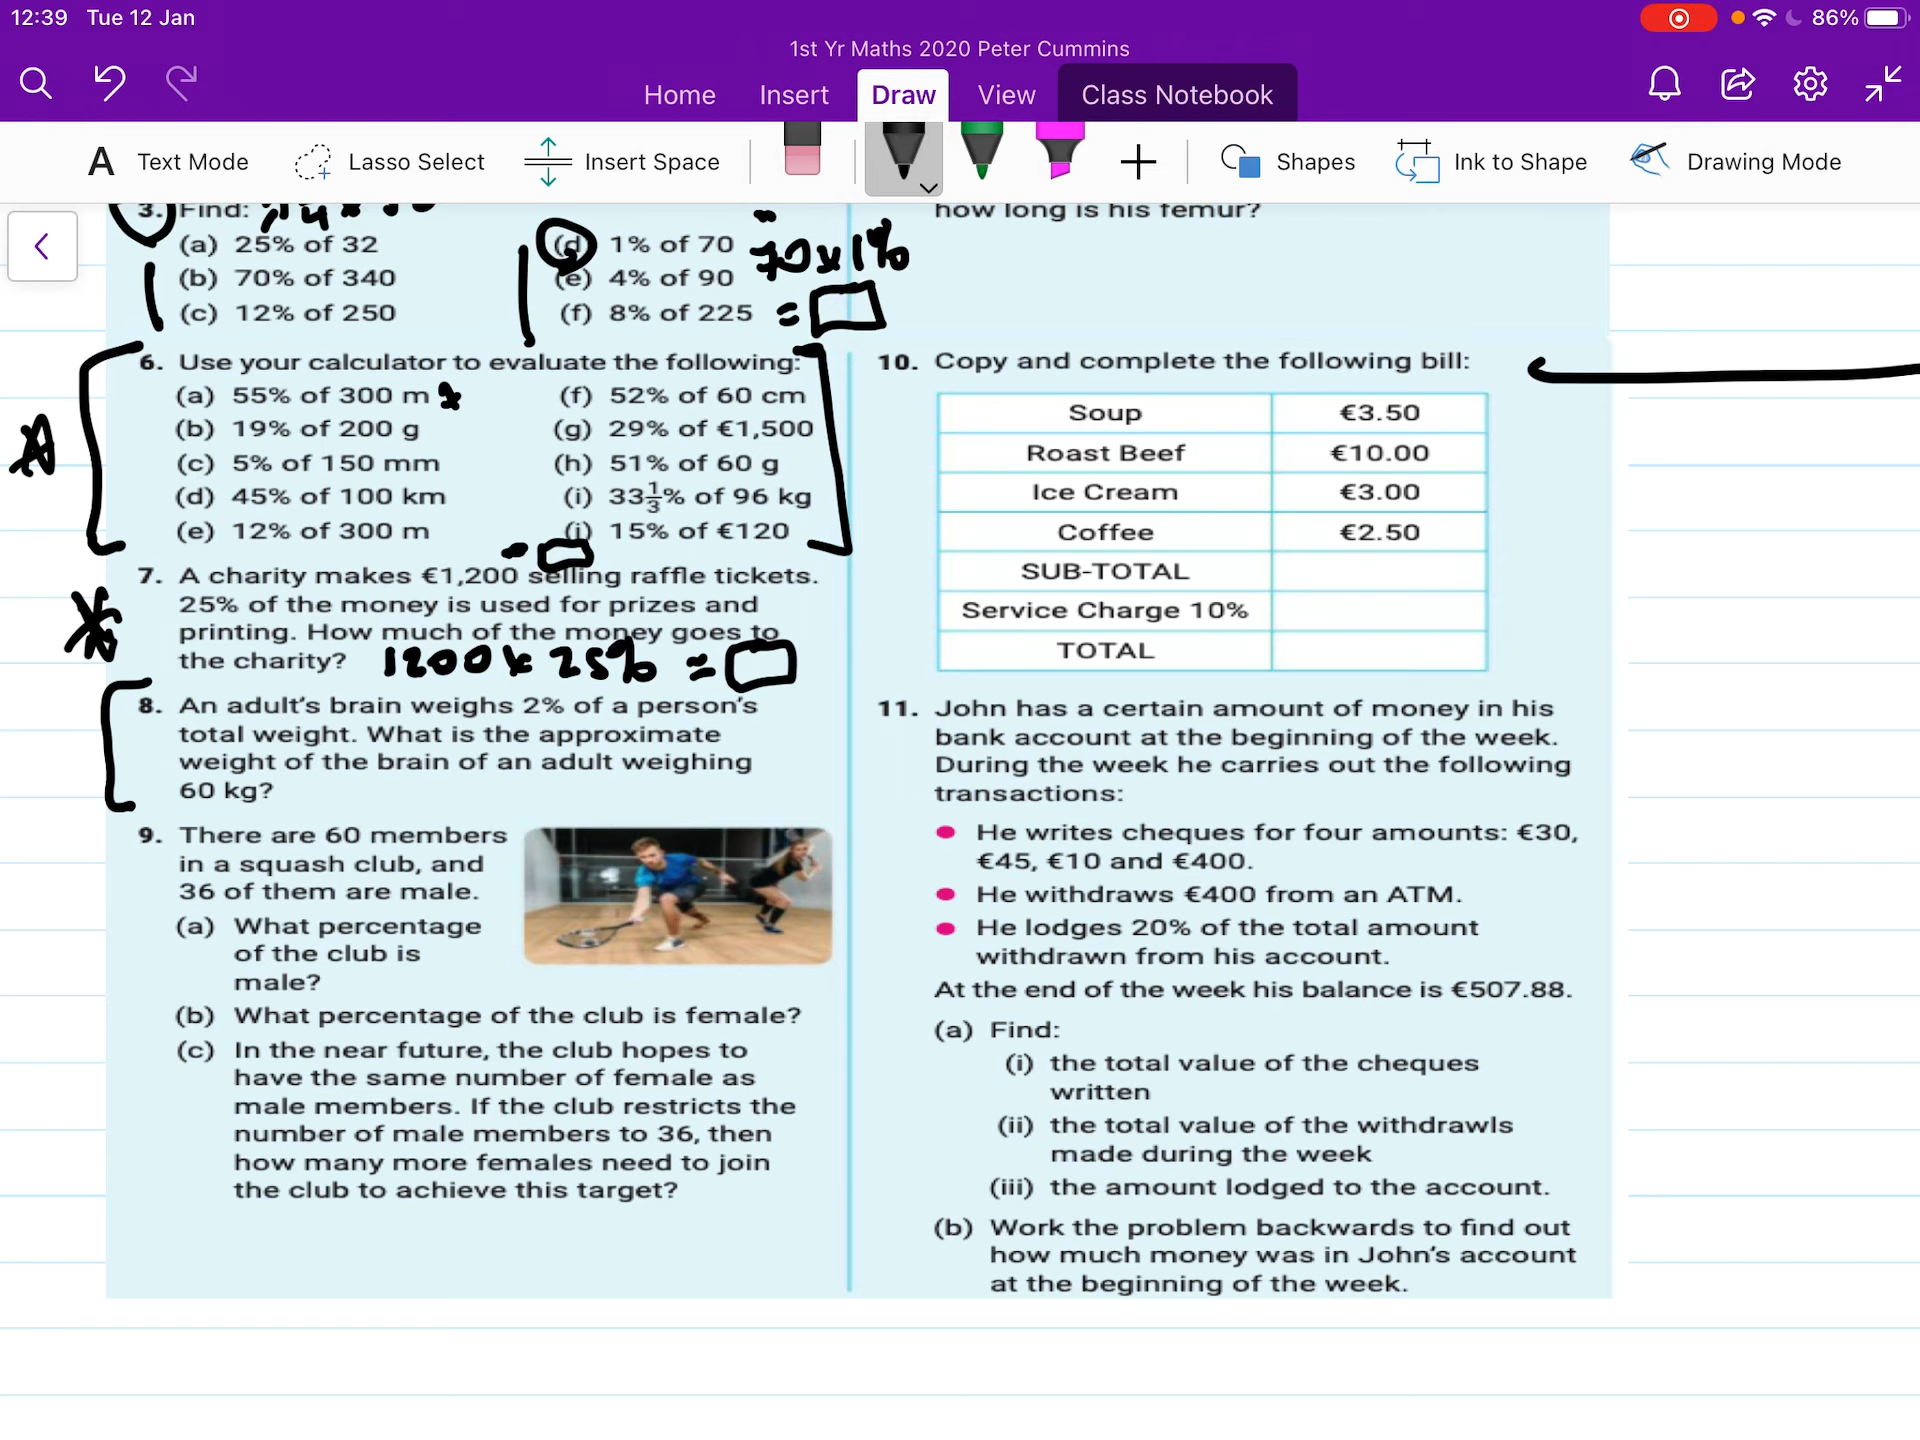 12:39 Tue 12 Jan
86%
1st Yr Maths 2020 Peter Cummins
Home Insert Draw View Class Notebook
A Text Mode Lasso Select Insert Space Shapes Ink to Shape Drawing Mode
3. Find:
(a) 25% of 32
(b) 70% of 340
(c) 12% of 250
(d) 1% of 70
(e) 4% of 90
(f) 8% of 225
70 x 1%
=
6. Use your calculator to evaluate the following:
(a) 55% of 300 m
(b) 19% of 200 g
(c) 5% of 150 mm
(d) 45% of 100 km
(e) 12% of 300 m
(f) 52% of 60 cm
(g) 29% of €1,500
(h) 51% of 60 g
(i) 33 1/3% of 96 kg
(j) 15% of €120
7. A charity makes €1,200 selling raffle tickets.
25% of the money is used for prizes and
printing. How much of the money goes to
the charity?
1200 x 25% =
8. An adult's brain weighs 2% of a person's
total weight. What is the approximate
weight of the brain of an adult weighing
60 kg?
9. There are 60 members
in a squash club, and
36 of them are male.
(a) What percentage
of the club is
male?
(b) What percentage of the club is female?
(c) In the near future, the club hopes to
have the same number of female as
male members. If the club restricts the
number of male members to 36, then
how many more females need to join
the club to achieve this target?
how long is his femur?
10. Copy and complete the following bill:
Soup €3.50
Roast Beef €10.00
Ice Cream €3.00
Coffee €2.50
SUB-TOTAL
Service Charge 10%
TOTAL
11. John has a certain amount of money in his
bank account at the beginning of the week.
During the week he carries out the following
transactions:
● He writes cheques for four amounts: €30,
€45, €10 and €400.
● He withdraws €400 from an ATM.
● He lodges 20% of the total amount
withdrawn from his account.
At the end of the week his balance is €507.88.
(a) Find:
(i) the total value of the cheques
written
(ii) the total value of the withdrawls
made during the week
(iii) the amount lodged to the account.
(b) Work the problem backwards to find out
how much money was in John's account
at the beginning of the week.